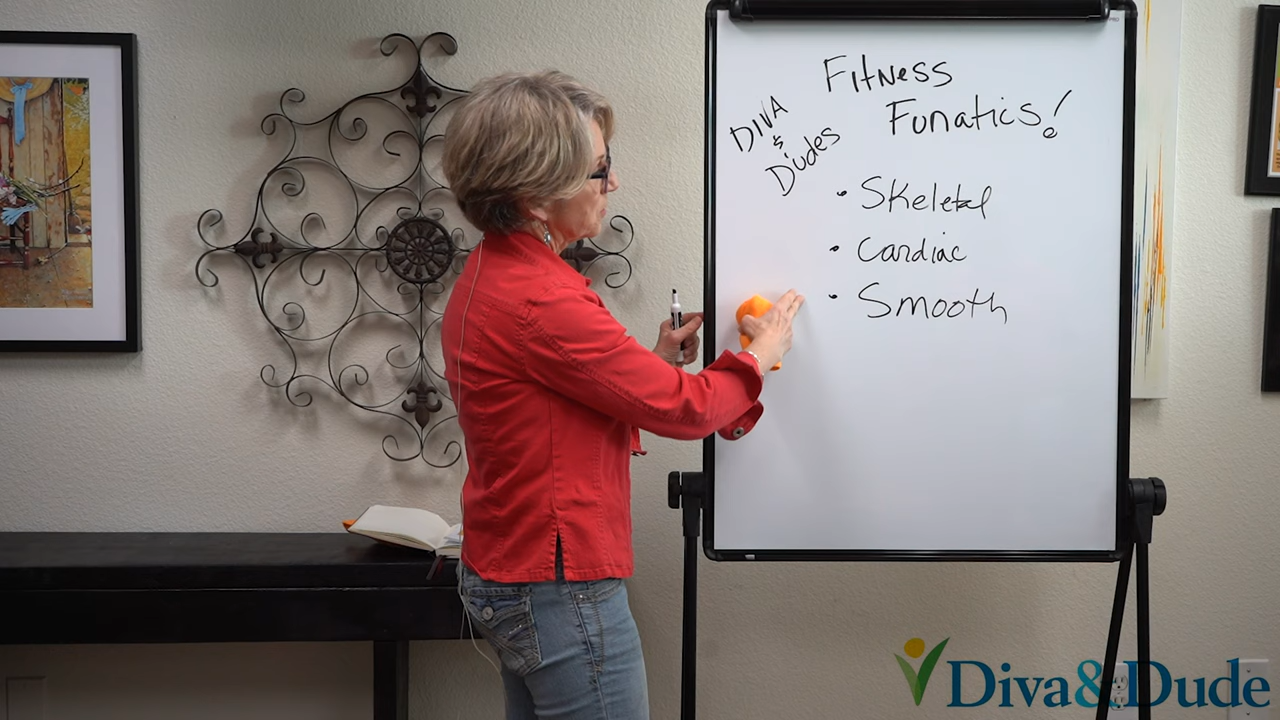 Fitness
Funatics!
DIVA
&
Dudes
• Skeletal
• Cardiac
• Smooth
Diva&Dude